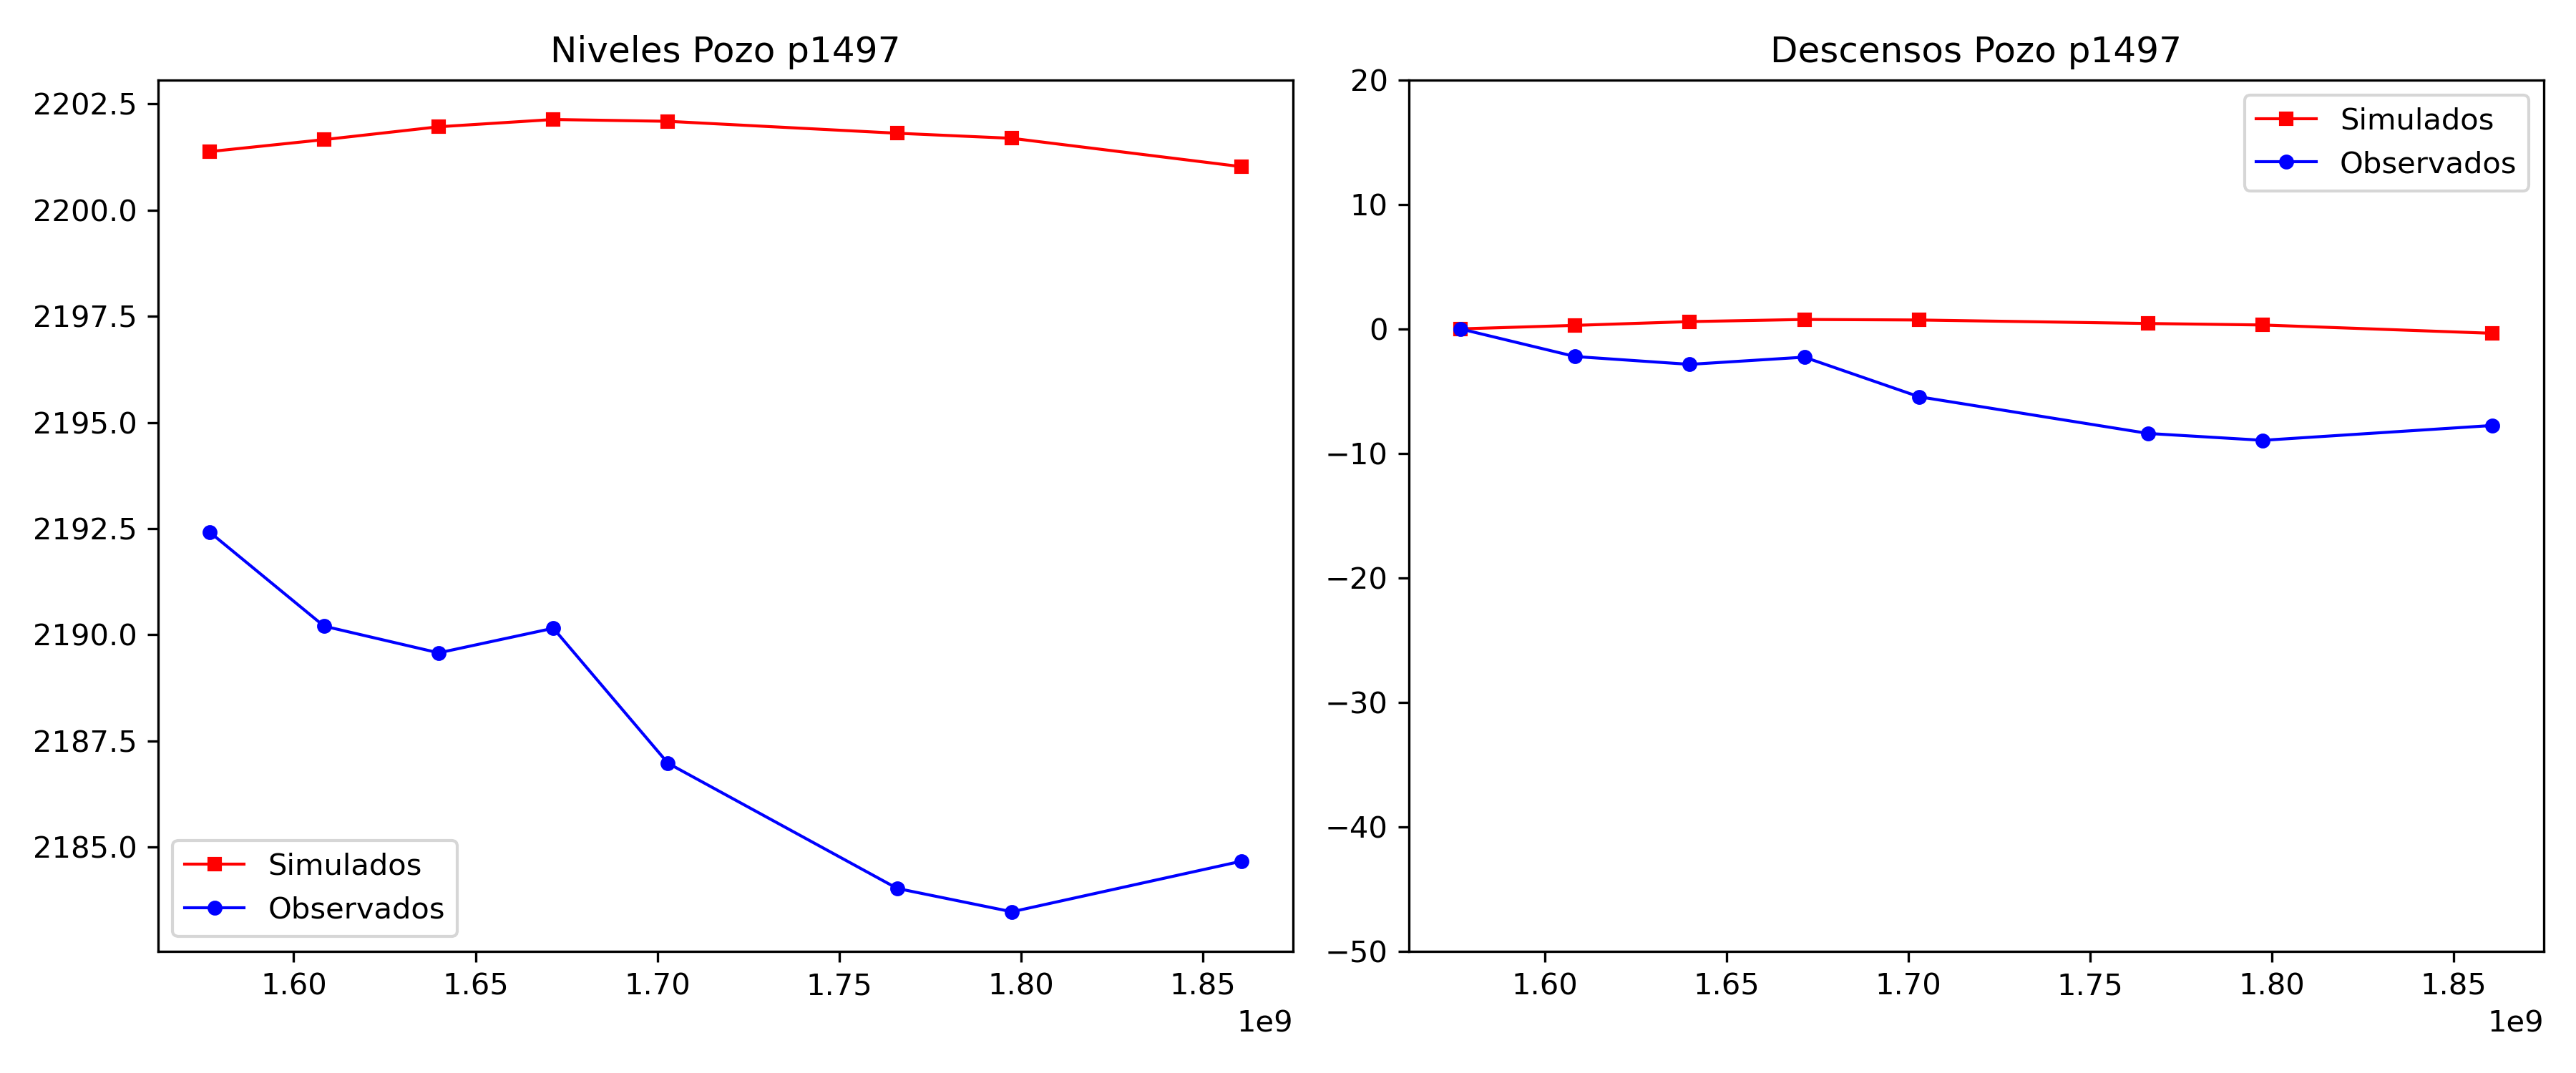 Niveles Pozo p1497
2202.5
2200.0
2197.5
2195.0
2192.5
2190.0
2187.5
2185.0
Simulados
Observados
1.60 1.65 1.70 1.75 1.80 1.85
1e9
Descensos Pozo p1497
20
10
0
−10
−20
−30
−40
−50
Simulados
Observados
1.60 1.65 1.70 1.75 1.80 1.85
1e9